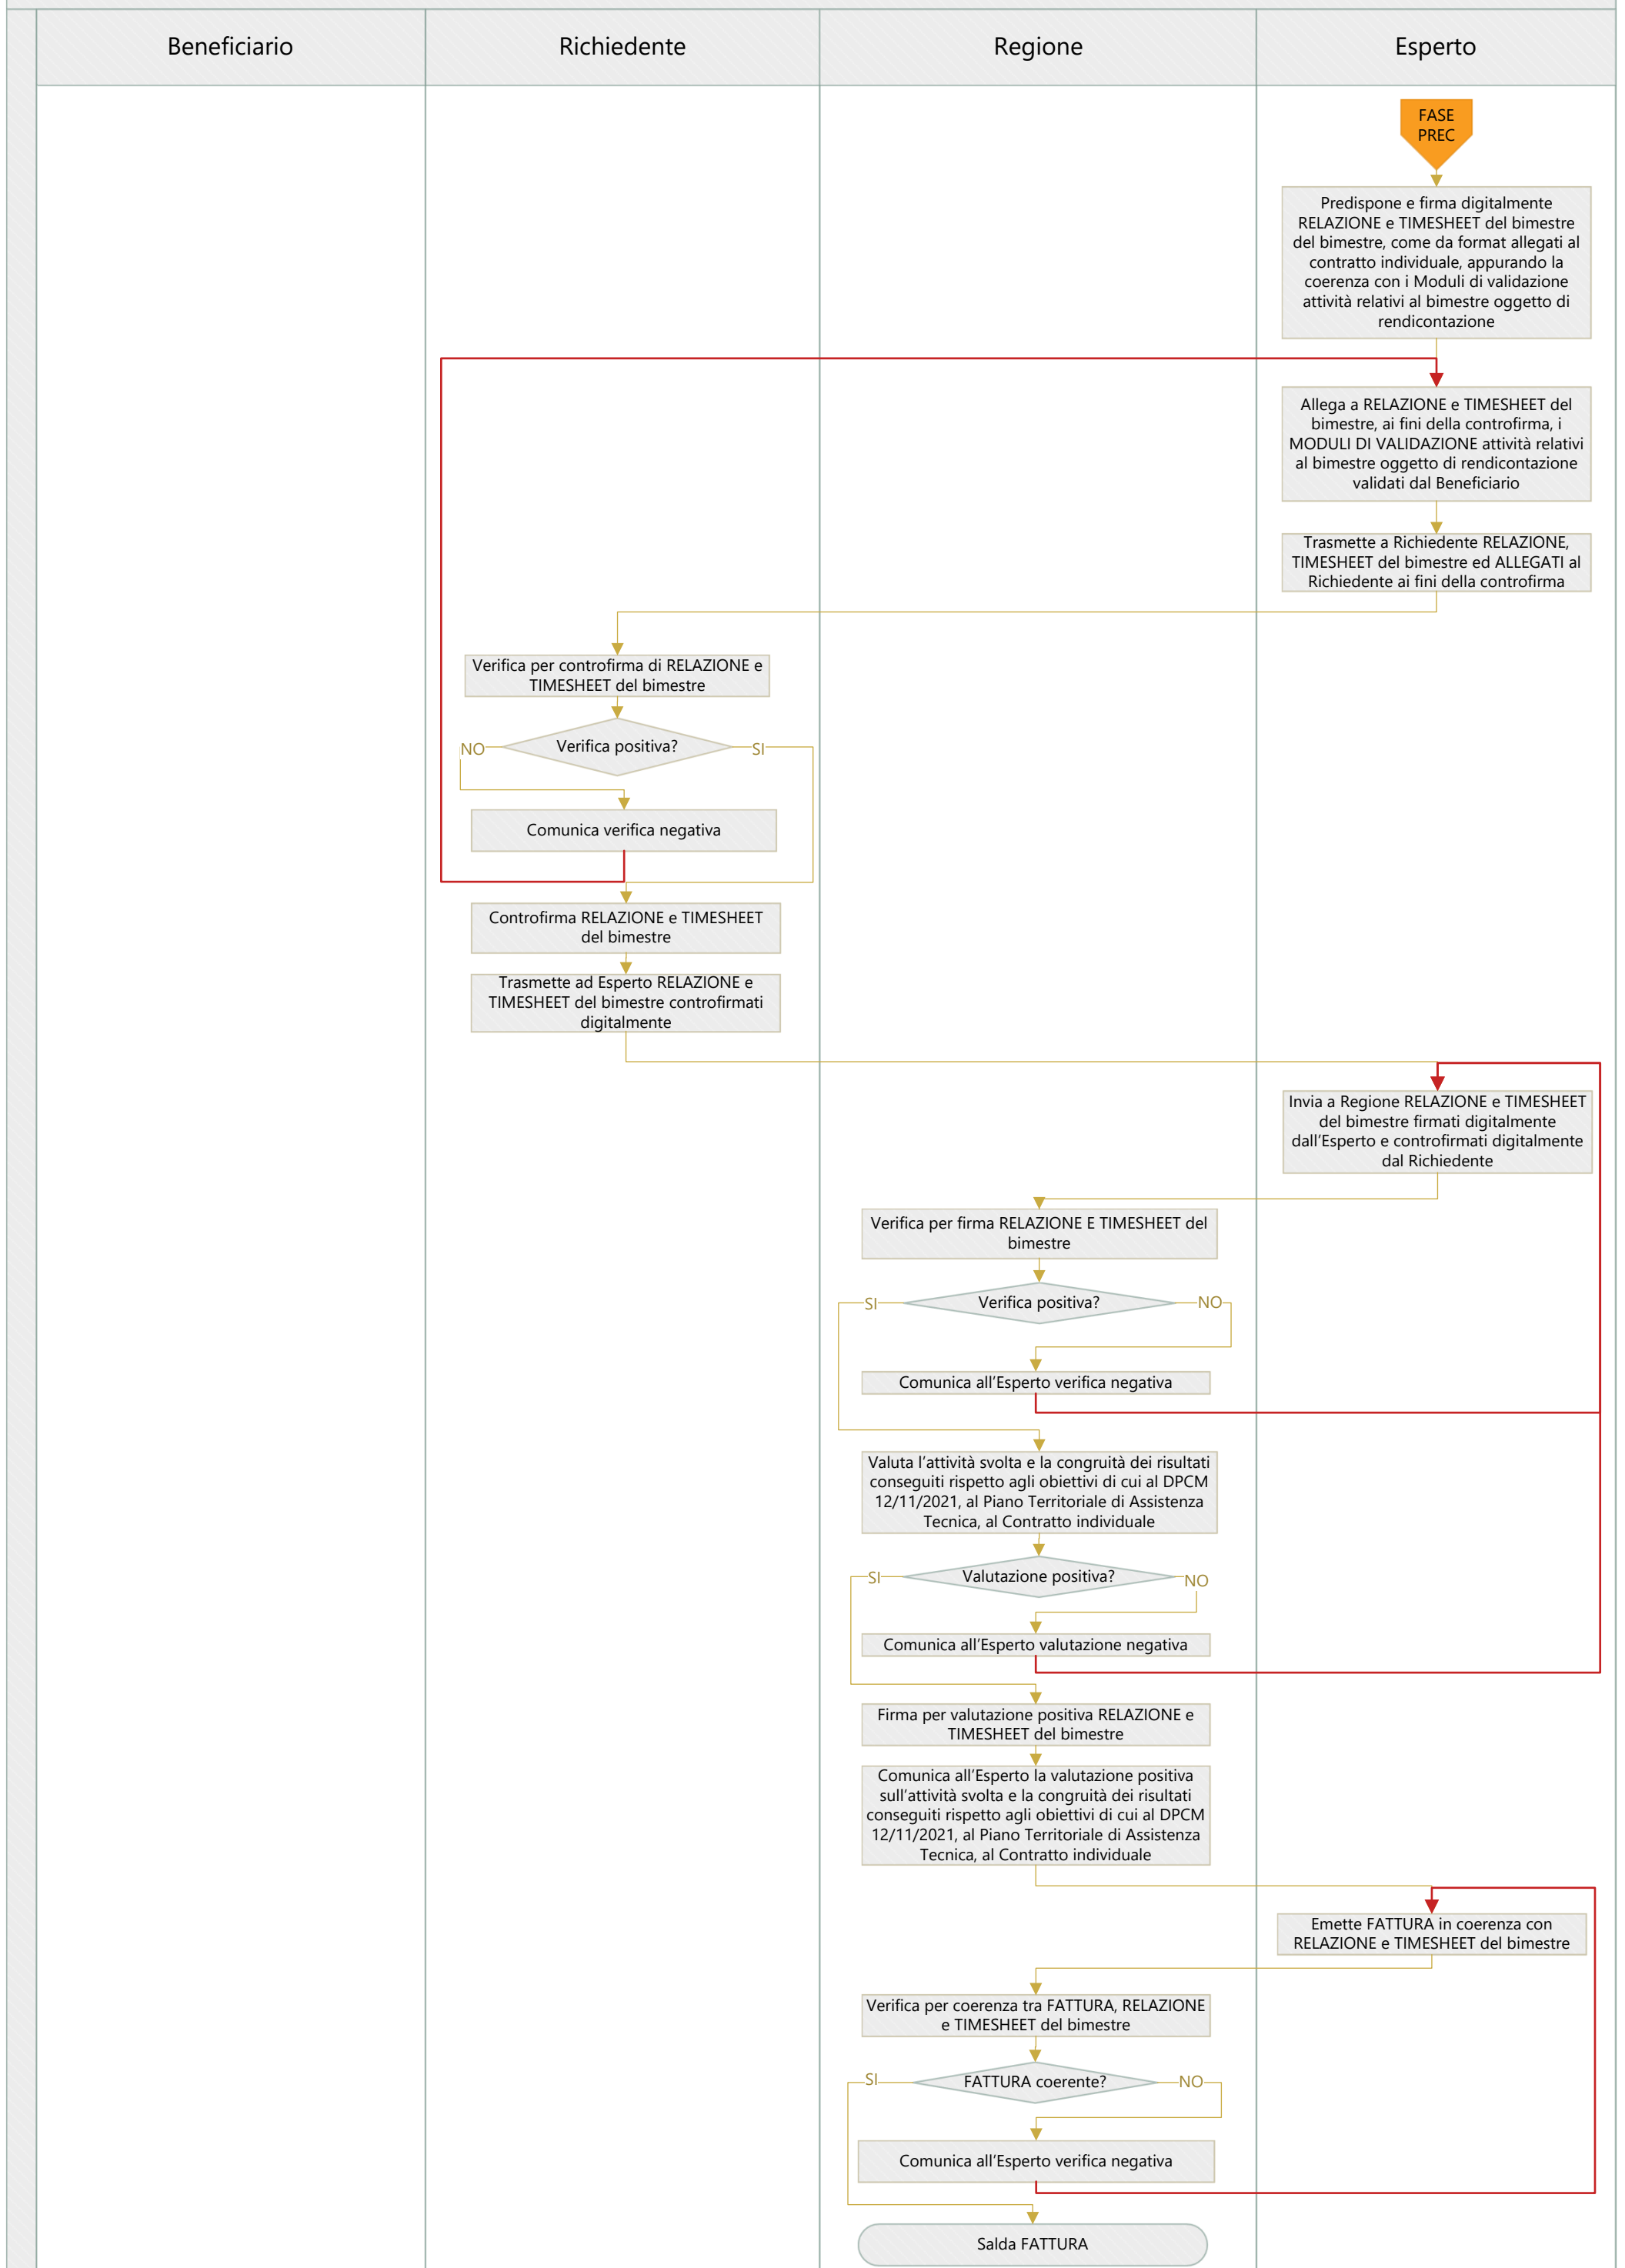 Beneficiario
Richiedente
Regione
Esperto
FASE
PREC
Predispone e firma digitalmente
RELAZIONE e TIMESHEET del bimestre
del bimestre, come da format allegati al
contratto individuale, appurando la
coerenza con i Moduli di validazione
attività relativi al bimestre oggetto di
rendicontazione
Allega a RELAZIONE e TIMESHEET del
bimestre, ai fini della controfirma, i
MODULI DI VALIDAZIONE attività relativi
al bimestre oggetto di rendicontazione
validati dal Beneficiario
Trasmette a Richiedente RELAZIONE,
TIMESHEET del bimestre ed ALLEGATI al
Richiedente ai fini della controfirma
Verifica per controfirma di RELAZIONE e
TIMESHEET del bimestre
NO
Verifica positiva?
SI
Comunica verifica negativa
Controfirma RELAZIONE e TIMESHEET
del bimestre
Trasmette ad Esperto RELAZIONE e
TIMESHEET del bimestre controfirmati
digitalmente
Invia a Regione RELAZIONE e TIMESHEET
del bimestre firmati digitalmente
dall'Esperto e controfirmati digitalmente
dal Richiedente
Verifica per firma RELAZIONE E TIMESHEET del
bimestre
SI
Verifica positiva?
NO
Comunica all'Esperto verifica negativa
Valuta l'attività svolta e la congruità dei risultati
conseguiti rispetto agli obiettivi di cui al DPCM
12/11/2021, al Piano Territoriale di Assistenza
Tecnica, al Contratto individuale
SI
Valutazione positiva?
NO
Comunica all'Esperto valutazione negativa
Firma per valutazione positiva RELAZIONE e
TIMESHEET del bimestre
Comunica all'Esperto la valutazione positiva
sull'attività svolta e la congruità dei risultati
conseguiti rispetto agli obiettivi di cui al DPCM
12/11/2021, al Piano Territoriale di Assistenza
Tecnica, al Contratto individuale
Emette FATTURA in coerenza con
RELAZIONE e TIMESHEET del bimestre
Verifica per coerenza tra FATTURA, RELAZIONE
e TIMESHEET del bimestre
SI
FATTURA coerente?
NO
Comunica all'Esperto verifica negativa
Salda FATTURA